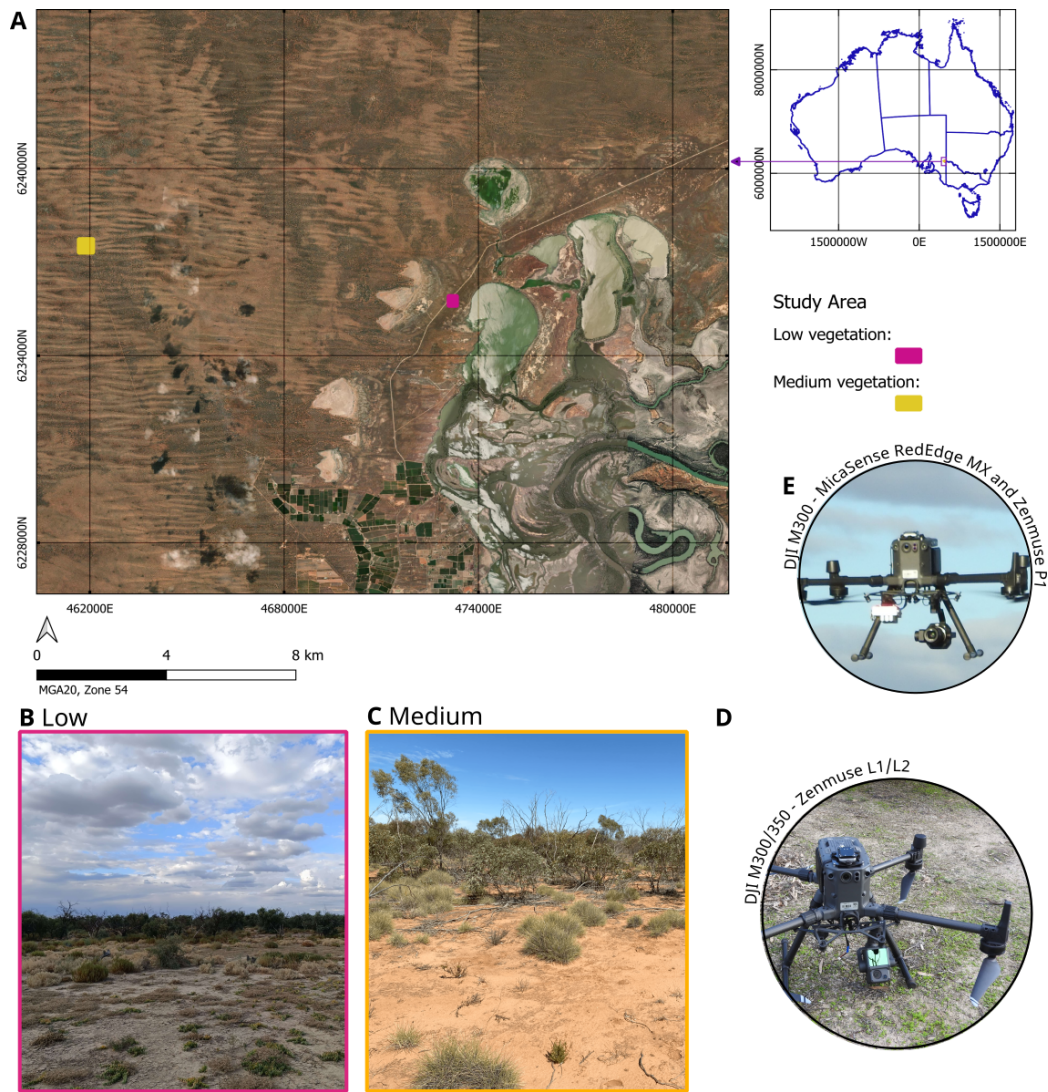 A
6240000N
6234000N
6228000N
462000E
468000E
474000E
480000E
0
4
8 km
MGA20, Zone 54
8000000N
6000000N
1500000W
0E
1500000E
Study Area
Low vegetation:
Medium vegetation:
E
DJI M300 - MicaSense RedEdge MX and Zenmuse P1
B Low
C Medium
D
DJI M300/350 - Zenmuse L1/L2